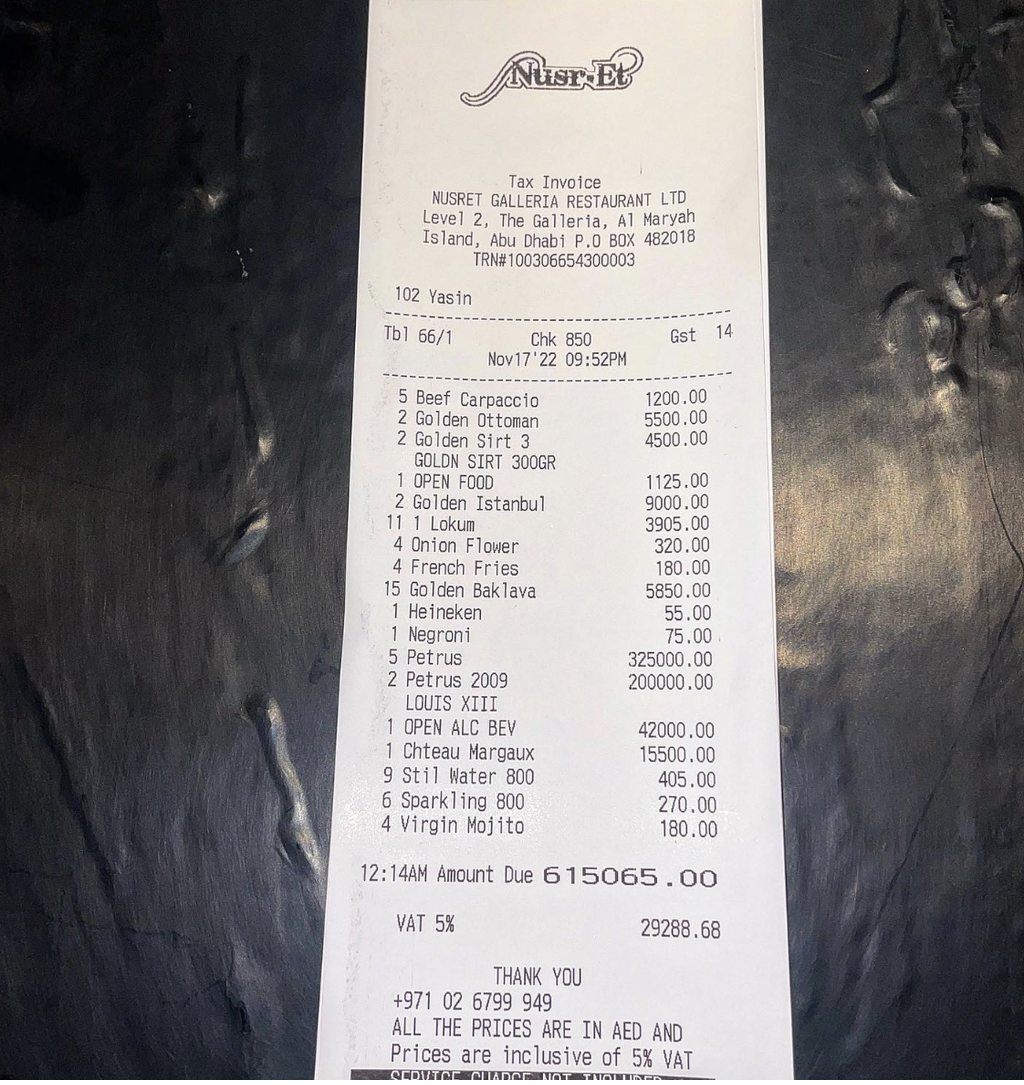 Nusr·Et
Tax Invoice
NUSRET GALLERIA RESTAURANT LTD
Level 2, The Galleria, Al Maryah
Island, Abu Dhabi P.O BOX 482018
TRN#100306654300003
102 Yasin
Tbl 66/1 Chk 850 Gst 14
Nov17'22 09:52PM
5 Beef Carpaccio 1200.00
2 Golden Ottoman 5500.00
2 Golden Sirt 3 4500.00
GOLDN SIRT 300GR
1 OPEN FOOD 1125.00
2 Golden Istanbul 9000.00
11 1 Lokum 3905.00
4 Onion Flower 320.00
4 French Fries 180.00
15 Golden Baklava 5850.00
1 Heineken 55.00
1 Negroni 75.00
5 Petrus 325000.00
2 Petrus 2009 200000.00
LOUIS XIII
1 OPEN ALC BEV 42000.00
1 Chteau Margaux 15500.00
9 Stil Water 800 405.00
6 Sparkling 800 270.00
4 Virgin Mojito 180.00
12:14AM Amount Due 615065.00
VAT 5% 29288.68
THANK YOU
+971 02 6799 949
ALL THE PRICES ARE IN AED AND
Prices are inclusive of 5% VAT
SERVICE CHARGE NOT INCLUDED